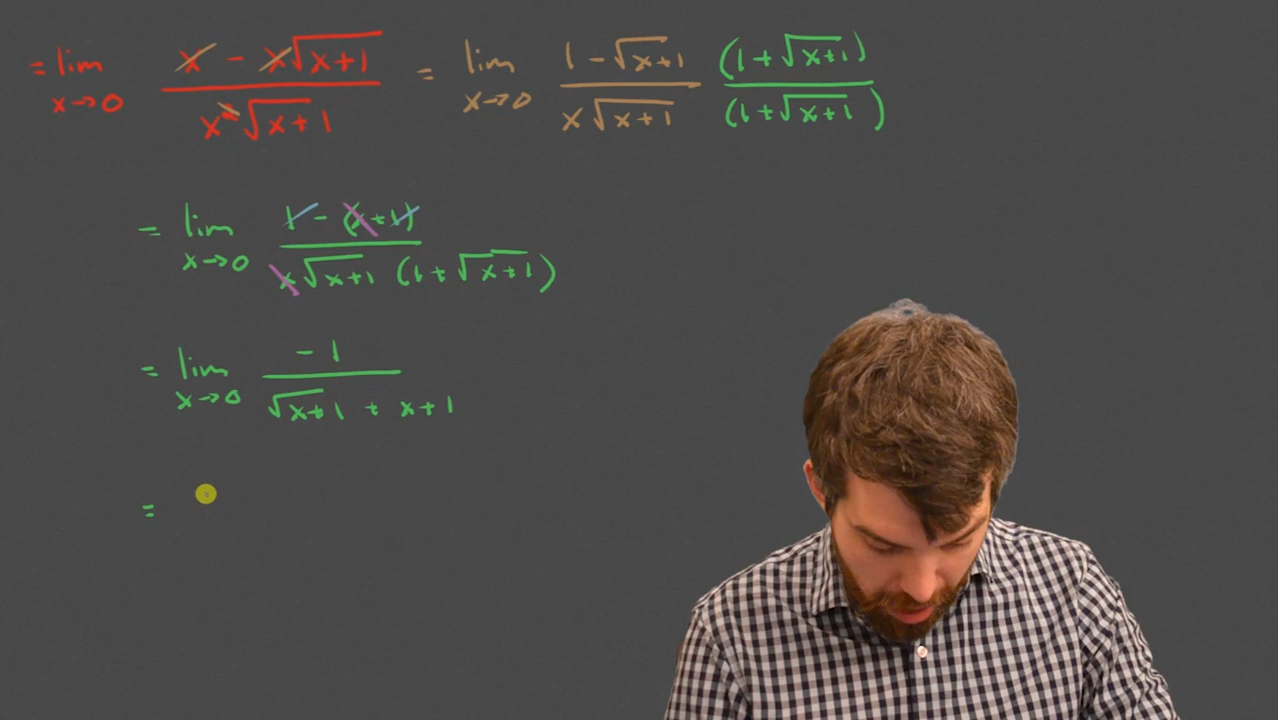 = lim x→0 (x - x√(x+1)) / (x²√(x+1)) = lim x→0 (1 - √(x+1)) / (x√(x+1)) (1 + √(x+1)) / (1 + √(x+1))
= lim x→0 (1 - (x+1)) / (x√(x+1) (1 + √(x+1)))
= lim x→0 -1 / (√(x+1) + x+1)
=